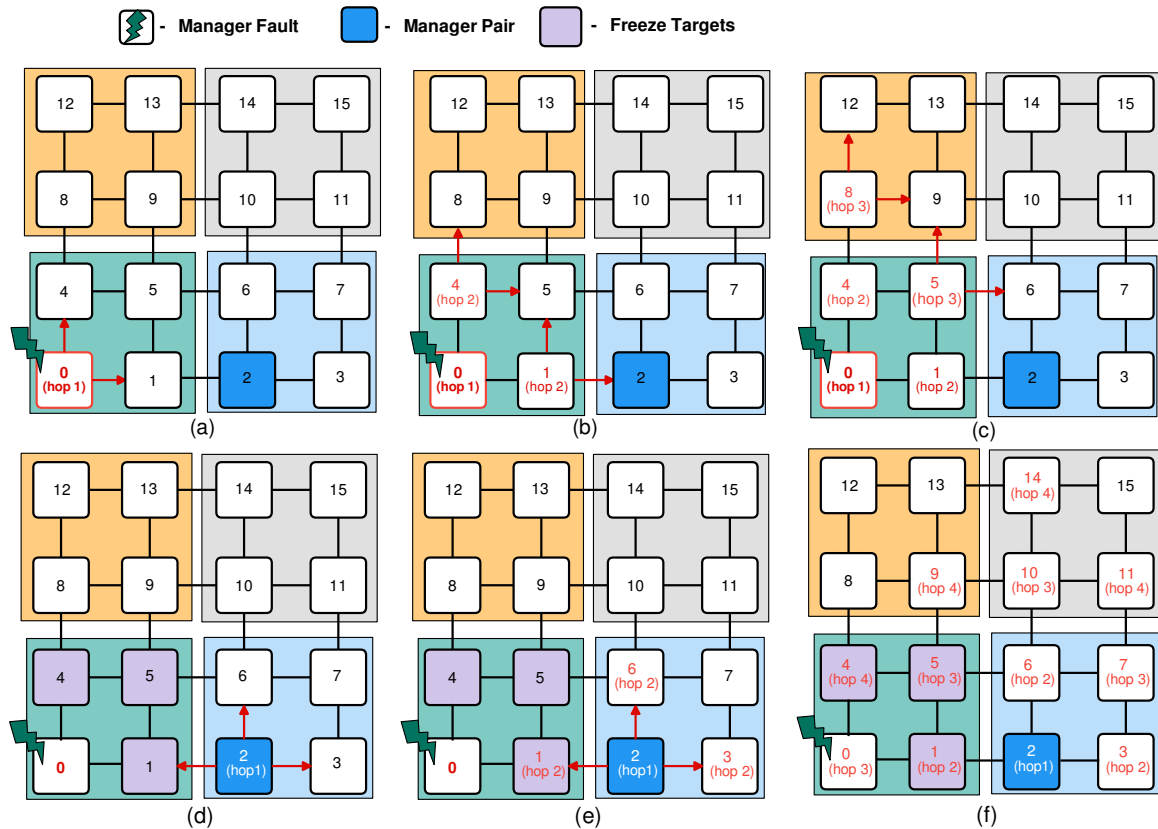 - Manager Fault - Manager Pair - Freeze Targets
12 13 14 15
8 9 10 11
4 5 6 7
0
(hop 1) 1 2 3
(a)
12 13 14 15
8 9 10 11
4
(hop 2) 5 6 7
0
(hop 1) 1
(hop 2) 2 3
(b)
12 13 14 15
8
(hop 3) 9 10 11
4
(hop 2) 5
(hop 3) 6 7
0
(hop 1) 1
(hop 2) 2 3
(c)
12 13 14 15
8 9 10 11
4 5 6 7
0 1 2
(hop1) 3
(d)
12 13 14 15
8 9 10 11
4 5 6
(hop 2) 7
0 1
(hop 2) 2
(hop1) 3
(hop 2)
(e)
12 13 14
(hop 4) 15
8 9
(hop 4) 10
(hop 3) 11
(hop 4)
4
(hop 4) 5
(hop 3) 6
(hop 2) 7
(hop 3)
0
(hop 3) 1
(hop 2) 2
(hop1) 3
(hop 2)
(f)